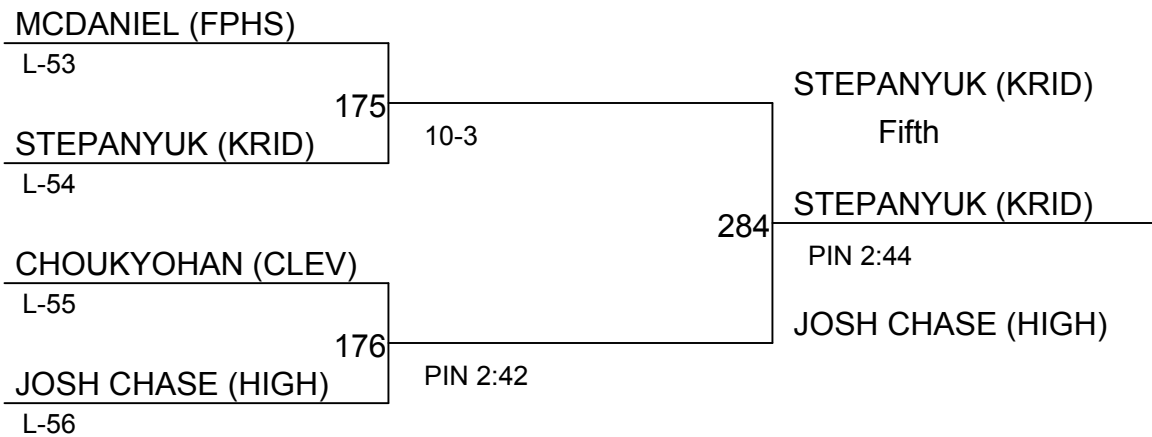 MCDANIEL (FPHS)
L-53
175
STEPANYUK (KRID)
L-54
10-3
CHOUKYOHAN (CLEV)
L-55
176
JOSH CHASE (HIGH)
L-56
PIN 2:42
284
STEPANYUK (KRID)
Fifth
STEPANYUK (KRID)
PIN 2:44
JOSH CHASE (HIGH)